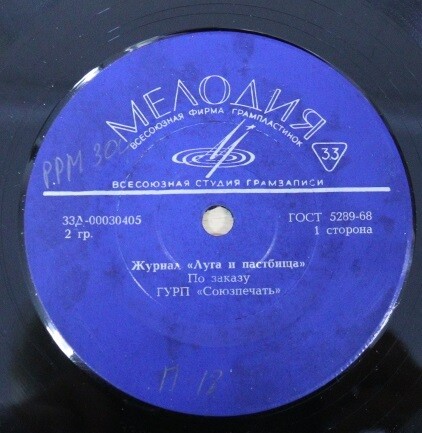 МЕЛОДИЯ
ВСЕСОЮЗНАЯ ФИРМА ГРАМПЛАСТИНОК
33
ВСЕСОЮЗНАЯ СТУДИЯ ГРАМЗАПИСИ
33Д-00030405
ГОСТ 5289-68
2 гр.
1 сторона
Журнал «Луга и пастбища»
По заказу
ГУРП «Союзпечать»